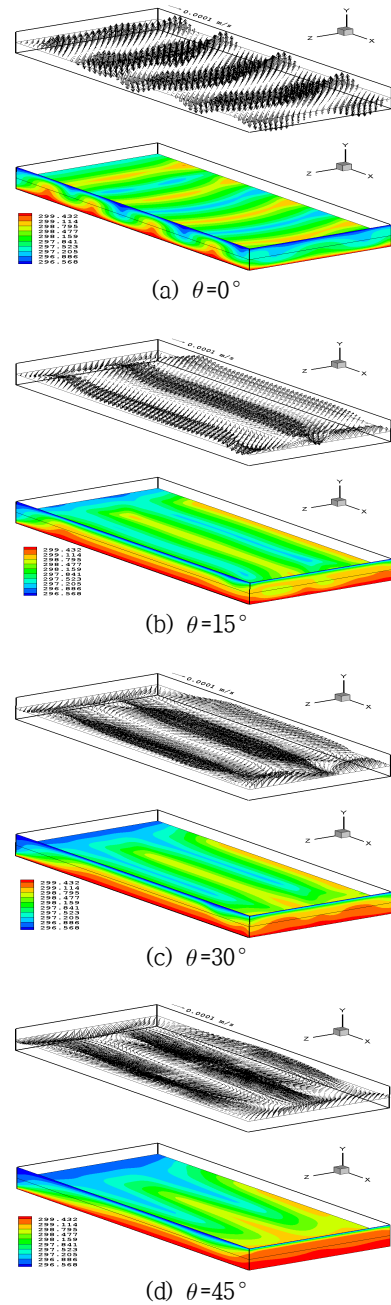 0.0001 m/s
Y
Z X
Y
Z X
299.432
299.114
298.795
298.477
298.159
297.841
297.523
297.205
296.886
296.568
(a) θ=0°
0.0001 m/s
Y
Z X
Y
Z X
299.432
299.114
298.795
298.477
298.159
297.841
297.523
297.205
296.886
296.568
(b) θ=15°
0.0001 m/s
Y
Z X
Y
Z X
299.432
299.114
298.795
298.477
298.159
297.841
297.523
297.205
296.886
296.568
(c) θ=30°
0.0001 m/s
Y
Z X
Y
Z X
299.432
299.114
298.795
298.477
298.159
297.841
297.523
297.205
296.886
296.568
(d) θ=45°